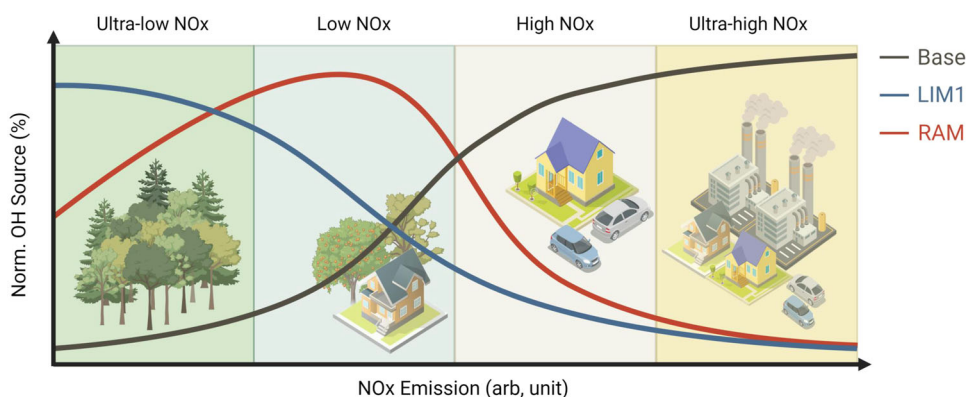 Ultra-low NOx
Low NOx
High NOx
Ultra-high NOx
Base
LIM1
RAM
Norm. OH Source (%)
NOx Emission (arb, unit)